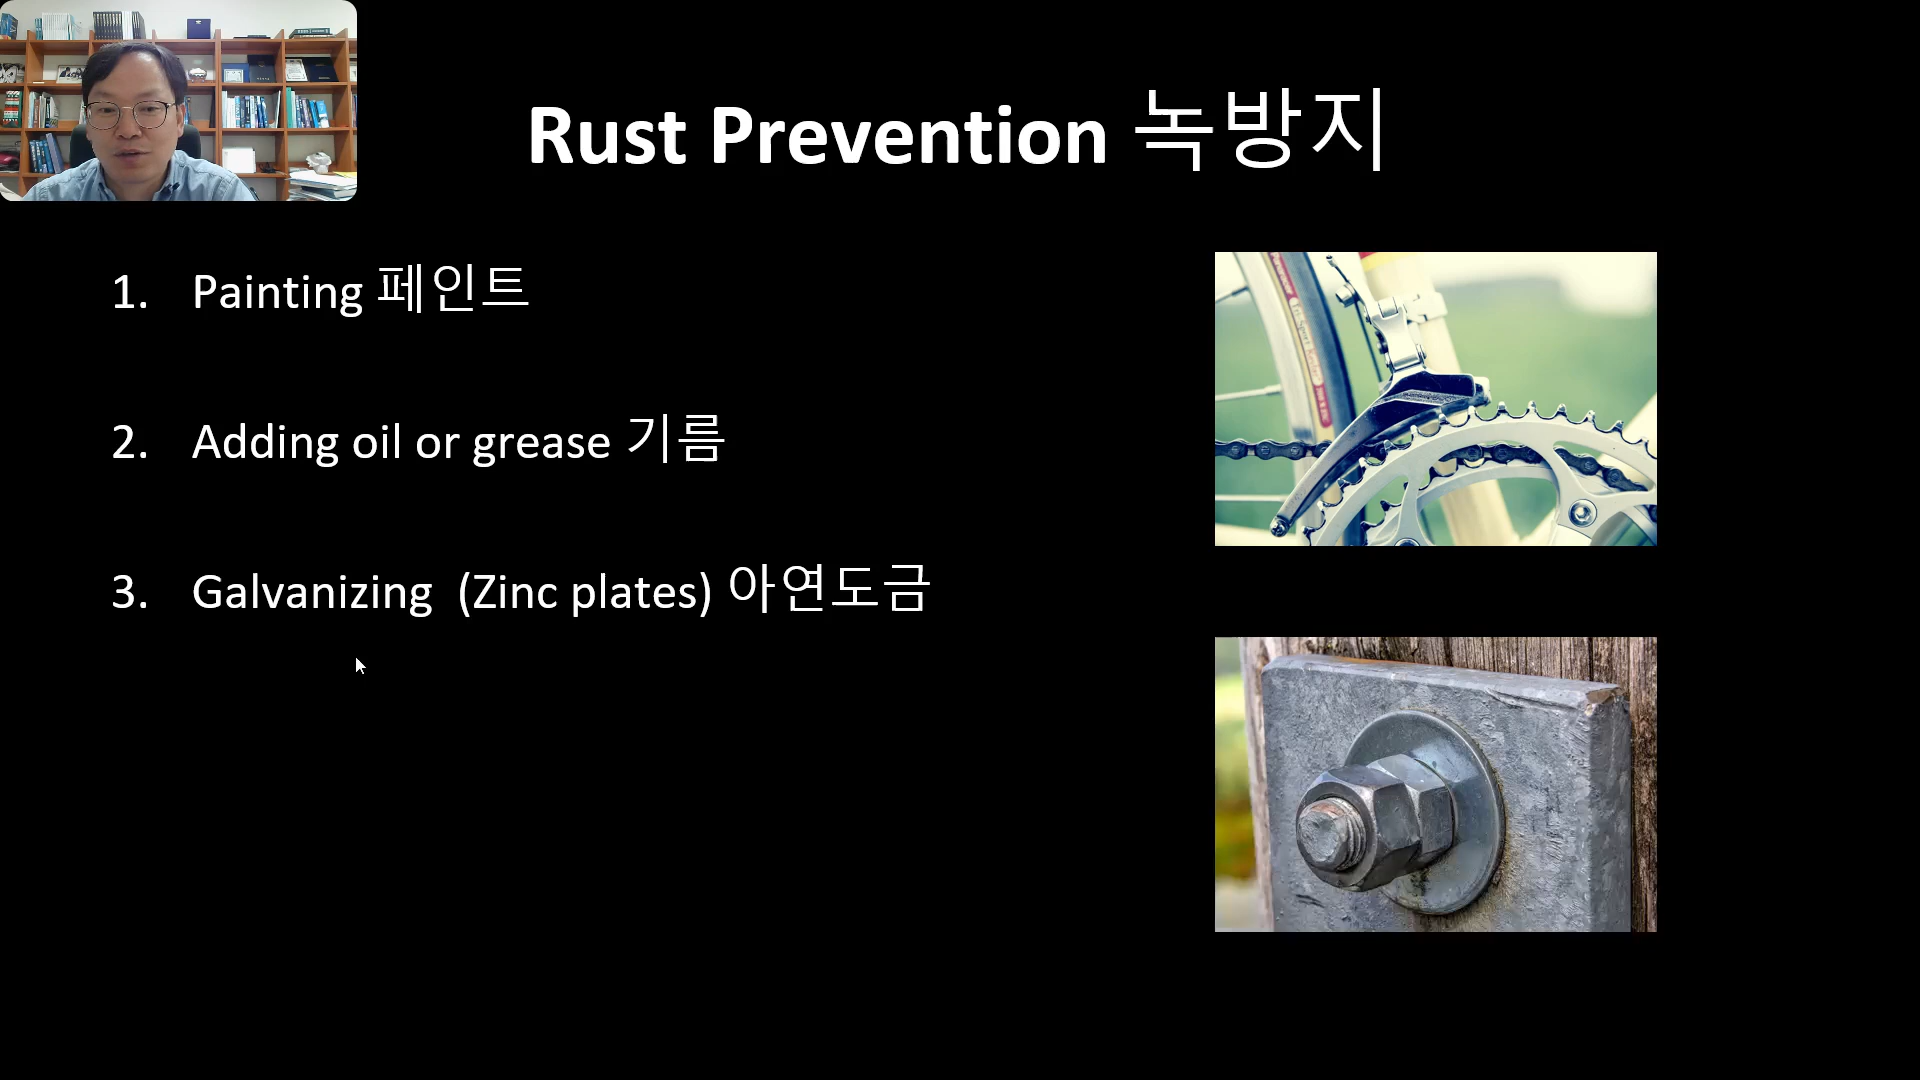 Rust Prevention 녹방지
1. Painting 페인트
2. Adding oil or grease 기름
3. Galvanizing (Zinc plates) 아연도금